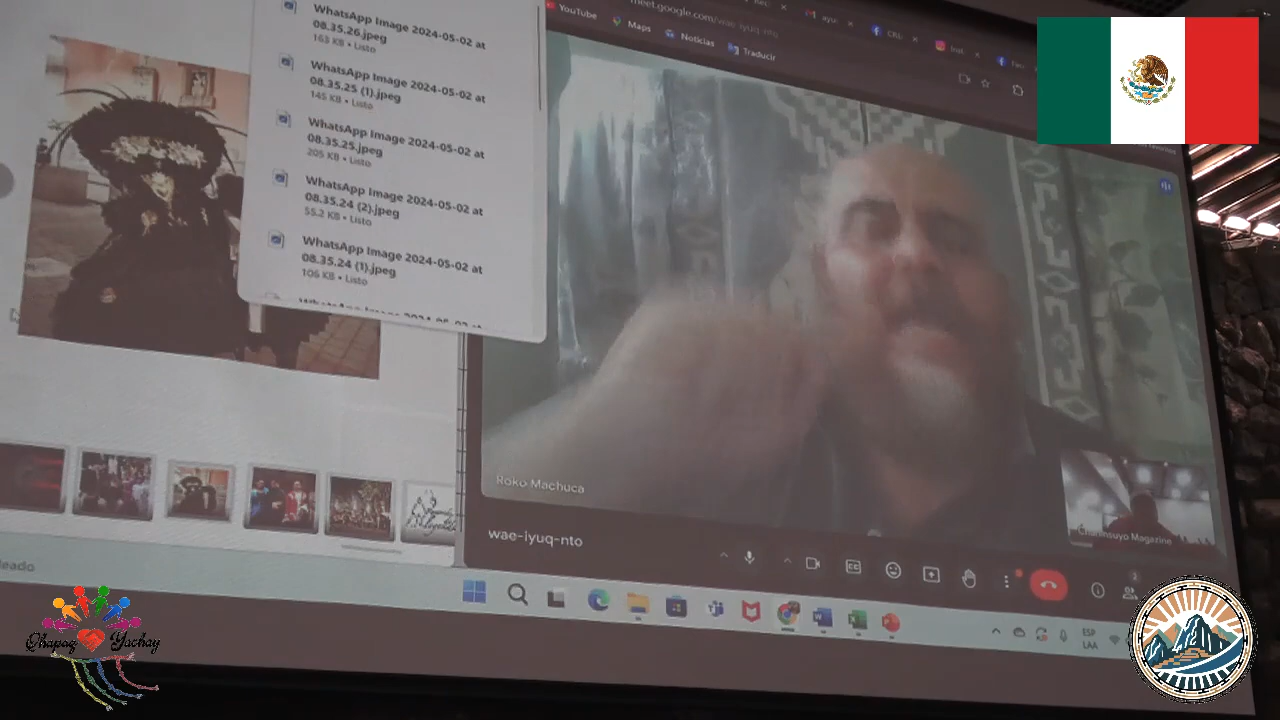 WhatsApp Image 2024-05-02 at
08.35.26.jpeg
163 KB • Listo
WhatsApp Image 2024-05-02 at
08.35.25 (1).jpeg
145 KB • Listo
WhatsApp Image 2024-05-02 at
08.35.25.jpeg
205 KB • Listo
WhatsApp Image 2024-05-02 at
08.35.24 (2).jpeg
55.2 KB • Listo
WhatsApp Image 2024-05-02 at
08.35.24 (1).jpeg
106 KB • Listo
meet.google.com/wae-iyuq-nto
YouTube
Maps
Noticias
Traducir
Roko Machuca
wae-iyuq-nto
Magazine
ESP
LAA
Qhapaq Yachay